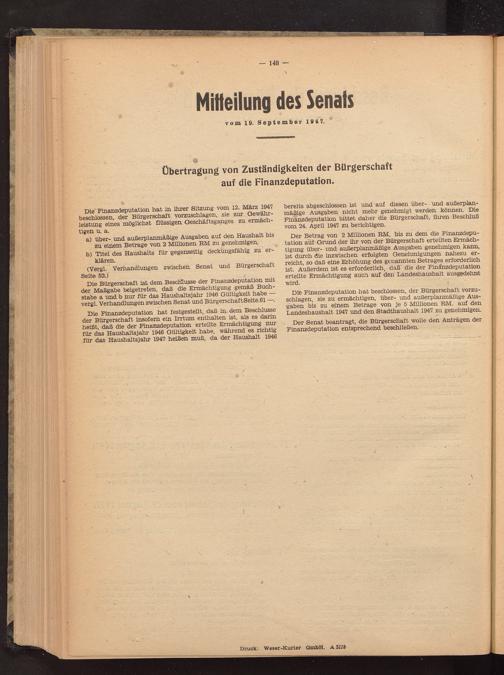 — 140 —
Mitteilung des Senats
vom 19. September 1947.
Übertragung von Zuständigkeiten der Bürgerschaft
auf die Finanzdeputation.
Die Finanzdeputation hat in ihrer Sitzung vom 12. März 1947
beschlossen, der Bürgerschaft vorzuschlagen, sie zur Gewähr-
leistung eines möglichst flüssigen Geschäftsganges zu ermäch-
tigen u. a.
a) über- und außerplanmäßige Ausgaben auf den Haushalt bis
zu einem Betrage von 2 Millionen RM zu genehmigen,
b) Titel des Haushalts für gegenseitig deckungsfähig zu er-
klären.
(Vergl. Verhandlungen zwischen Senat und Bürgerschaft
Seite 53.)
Die Bürgerschaft ist dem Beschlusse der Finanzdeputation mit
der Maßgabe beigetreten, daß die Ermächtigung gemäß Buch-
stabe a und b nur für das Haushaltsjahr 1946 Gültigkeit habe —
vergl. Verhandlungen zwischen Senat und Bürgerschaft Seite 61 —.
Die Finanzdeputation hat festgestellt, daß in dem Beschlusse
der Bürgerschaft insofern ein Irrtum enthalten ist, als es darin
heißt, daß die der Finanzdeputation erteilte Ermächtigung nur
für das Haushaltsjahr 1946 Gültigkeit habe, während es richtig
für das Haushaltsjahr 1947 heißen muß, da der Haushalt 1946
bereits abgeschlossen ist und auf diesen über- und außerplan-
mäßige Ausgaben nicht mehr genehmigt werden können. Die
Finanzdeputation bittet daher die Bürgerschaft, ihren Beschluß
vom 24. April 1947 zu berichtigen.
Der Betrag von 2 Millionen RM, bis zu dem die Finanzdepu-
tation auf Grund der ihr von der Bürgerschaft erteilten Ermäch-
tigung über- und außerplanmäßige Ausgaben genehmigen kann,
ist durch die inzwischen erfolgten Genehmigungen nahezu er-
reicht, so daß eine Erhöhung des genannten Betrages erforderlich
ist. Außerdem ist es erforderlich, daß die der Finanzdeputation
erteilte Ermächtigung auch auf den Landeshaushalt ausgedehnt
wird.
Die Finanzdeputation hat beschlossen, der Bürgerschaft vorzu-
schlagen, sie zu ermächtigen, über- und außerplanmäßige Aus-
gaben bis zu einem Betrage von je 5 Millionen RM. auf den
Landeshaushalt 1947 und den Stadthaushalt 1947 zu genehmigen.
Der Senat beantragt, die Bürgerschaft wolle den Anträgen der
Finanzdeputation entsprechend beschließen.
Druck: Weser-Kurier GmbH. A 5119